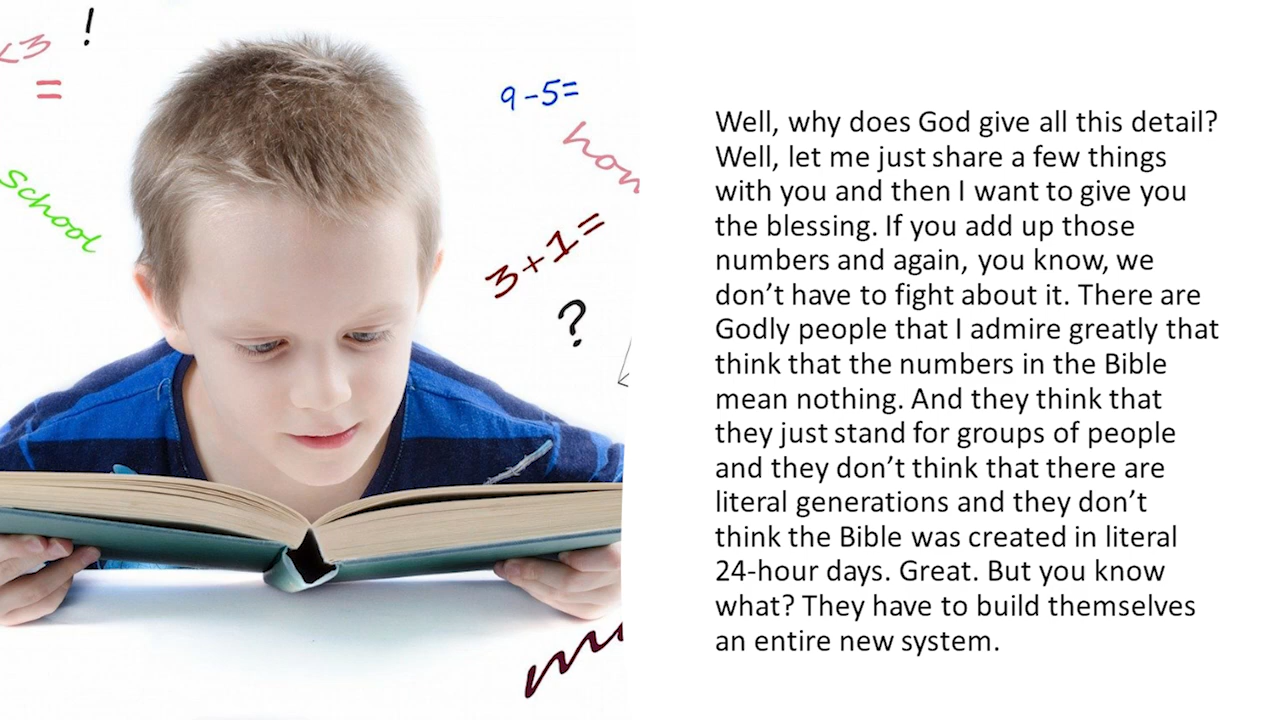 <3
!
=
School
9-5=
hom
3+1=
?
Well, why does God give all this detail?
Well, let me just share a few things
with you and then I want to give you
the blessing. If you add up those
numbers and again, you know, we
don’t have to fight about it. There are
Godly people that I admire greatly that
think that the numbers in the Bible
mean nothing. And they think that
they just stand for groups of people
and they don’t think that there are
literal generations and they don’t
think the Bible was created in literal
24-hour days. Great. But you know
what? They have to build themselves
an entire new system.